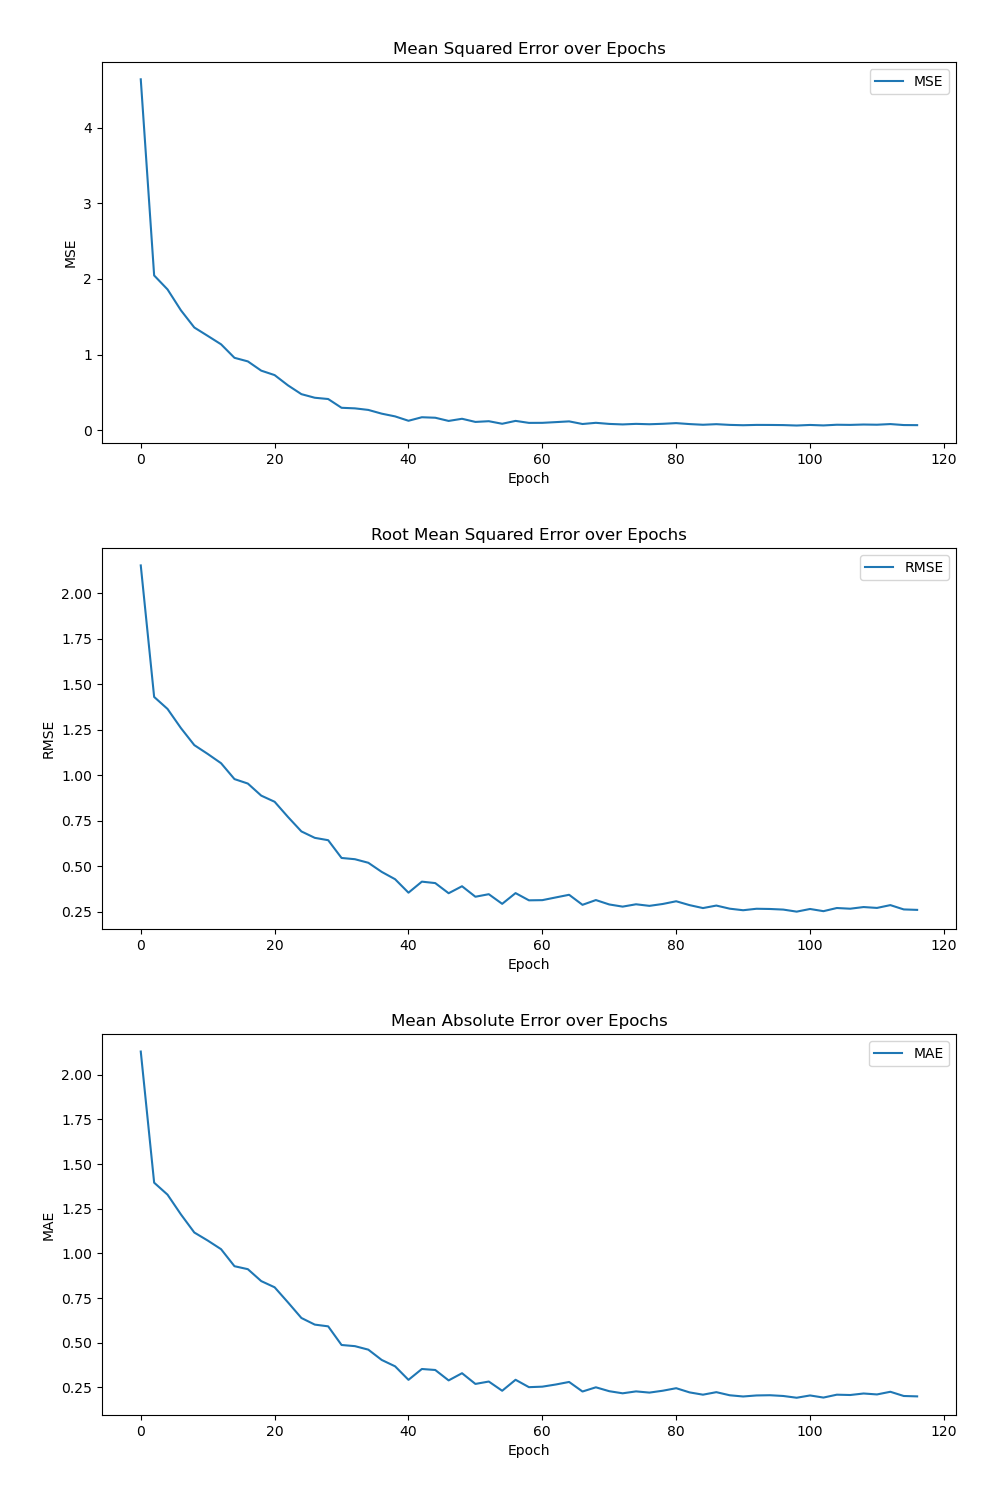 Mean Squared Error over Epochs
MSE
4
3
2
1
0
MSE
0 20 40 60 80 100 120
Epoch
Root Mean Squared Error over Epochs
RMSE
2.00
1.75
1.50
1.25
1.00
0.75
0.50
0.25
RMSE
0 20 40 60 80 100 120
Epoch
Mean Absolute Error over Epochs
MAE
2.00
1.75
1.50
1.25
1.00
0.75
0.50
0.25
MAE
0 20 40 60 80 100 120
Epoch